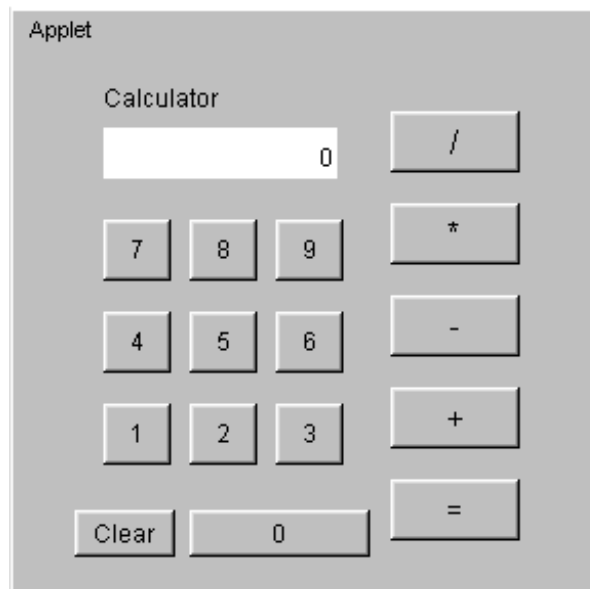 Applet
Calculator
0
/
7 8 9
*
4 5 6
-
1 2 3
+
Clear 0
=